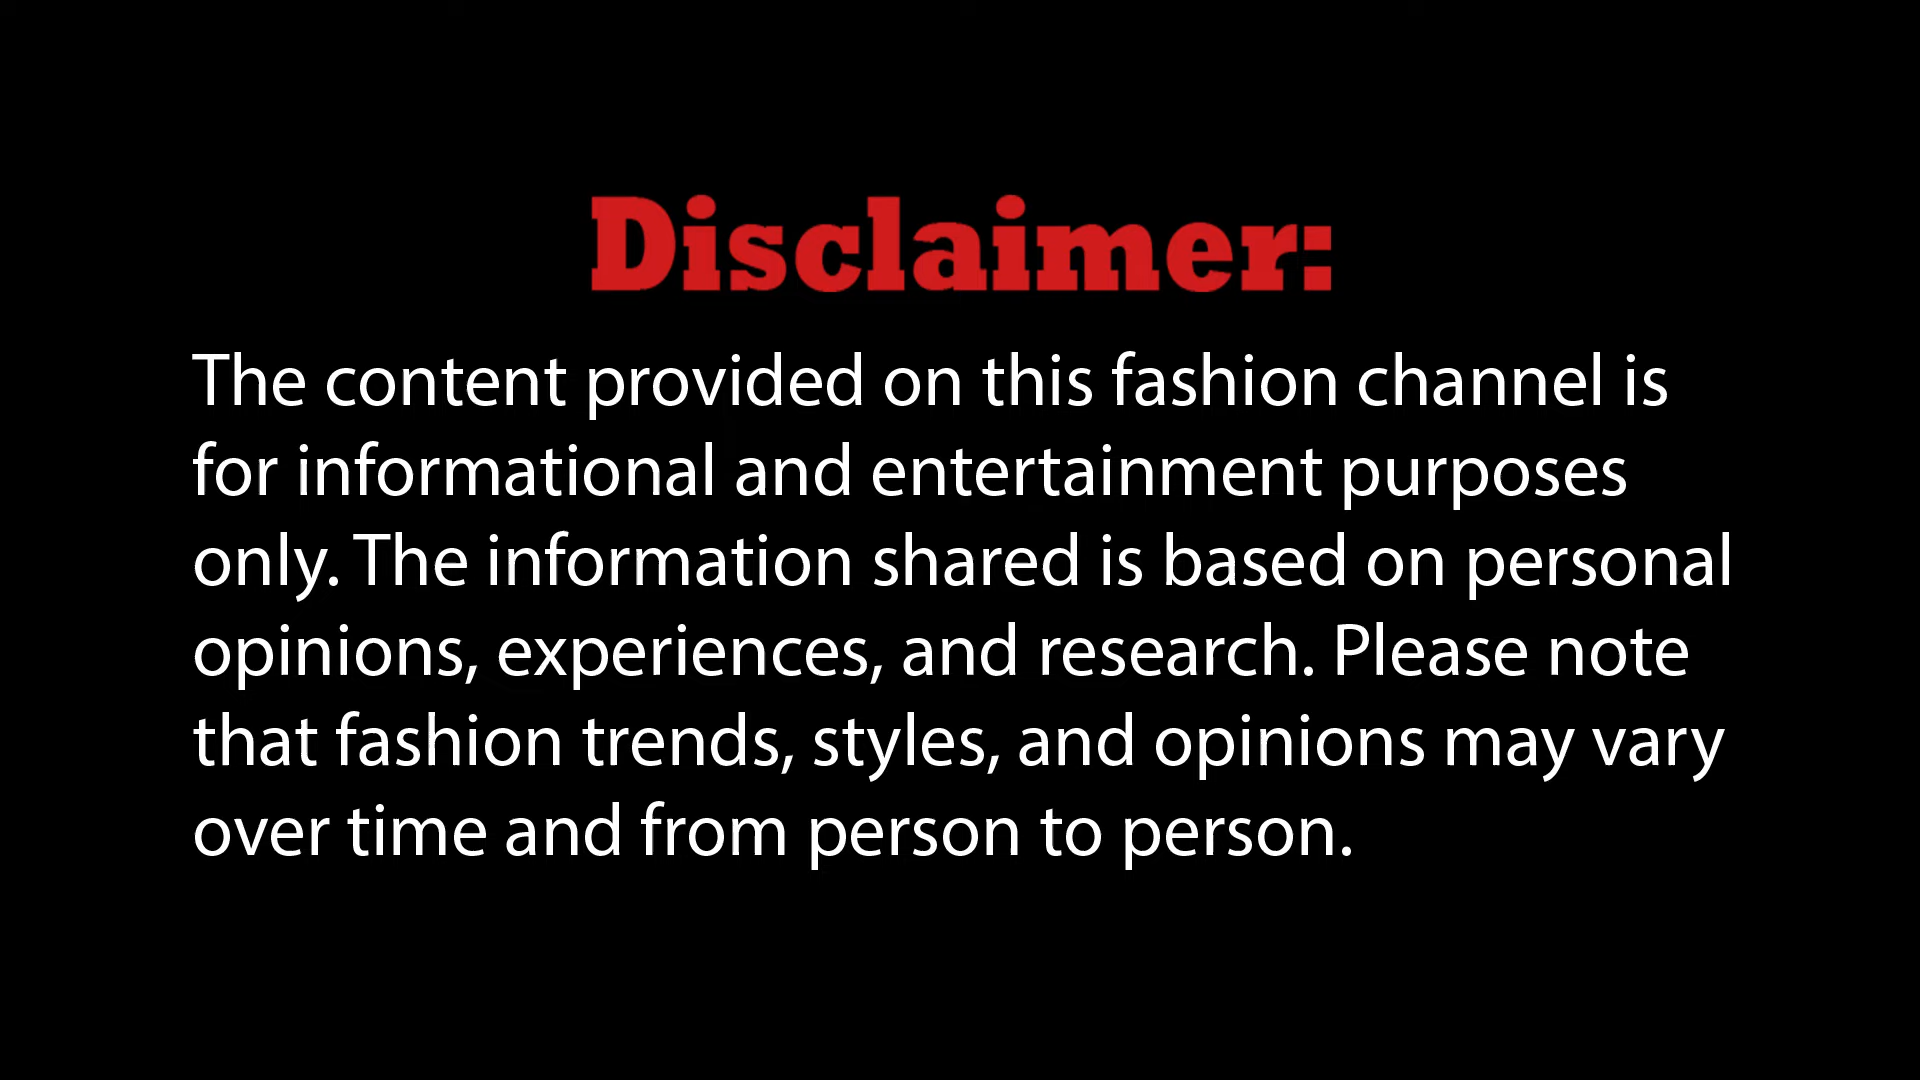 Disclaimer:
The content provided on this fashion channel is
for informational and entertainment purposes
only. The information shared is based on personal
opinions, experiences, and research. Please note
that fashion trends, styles, and opinions may vary
over time and from person to person.